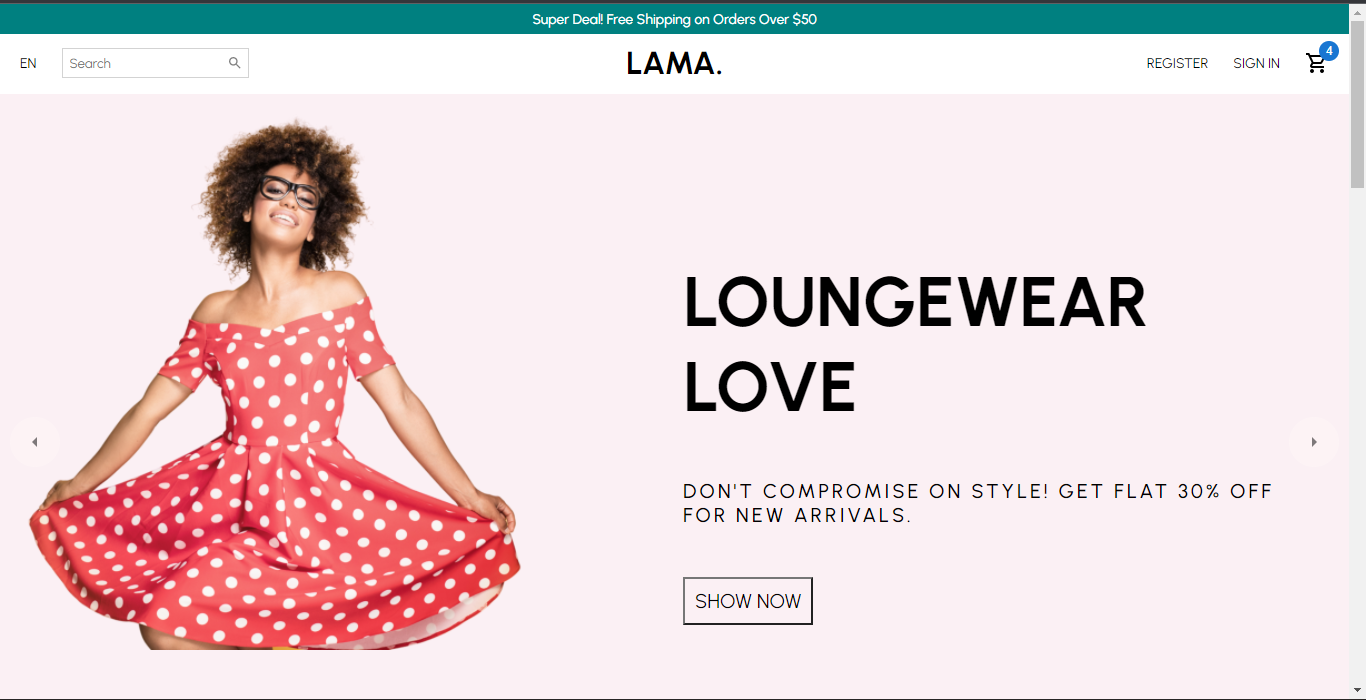 Super Deal! Free Shipping on Orders Over $50
EN
Search
LAMA.
REGISTER
SIGN IN
4
LOUNGEWEAR
LOVE
DON'T COMPROMISE ON STYLE! GET FLAT 30% OFF
FOR NEW ARRIVALS.
SHOW NOW